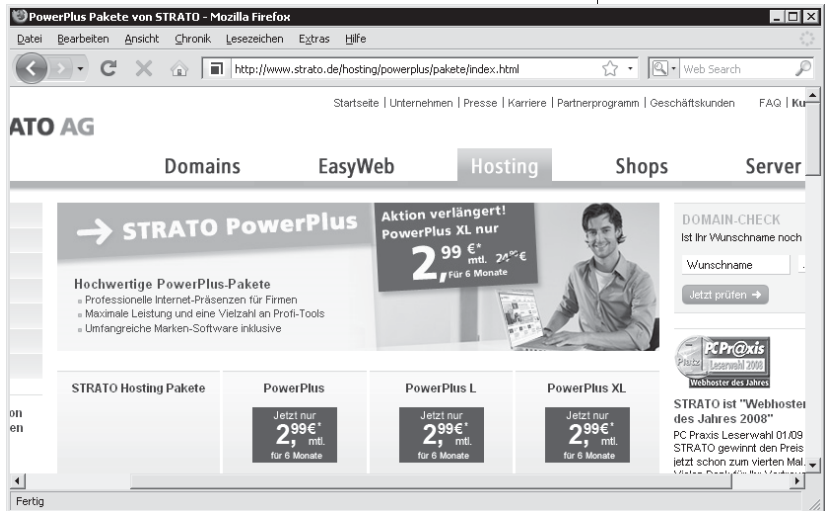 PowerPlus Pakete von STRATO - Mozilla Firefox
Datei Bearbeiten Ansicht Chronik Lesezeichen Extras Hilfe
http://www.strato.de/hosting/powerplus/pakete/index.html
Web Search
Startseite | Unternehmen | Presse | Karriere | Partnerprogramm | Geschäftskunden FAQ | Ku
ATO AG
Domains EasyWeb Hosting Shops Server
STRATO PowerPlus
Aktion verlängert!
PowerPlus XL nur
2,99 €* mtl.
für 6 Monate
Hochwertige PowerPlus-Pakete
Professionelle Internet-Präsenzen für Firmen
Maximale Leistung und eine Vielzahl an Profi-Tools
Umfangreiche Marken-Software inklusive
DOMAIN-CHECK
Ist Ihr Wunschname noch
Wunschname
Jetzt prüfen
PCPr@xis
Platz
Leserwahl 2008
Webhoster des Jahres
STRATO Hosting Pakete PowerPlus PowerPlus L PowerPlus XL
Jetzt nur Jetzt nur Jetzt nur
2,99€* mtl. 2,99€* mtl. 2,99€* mtl.
für 6 Monate für 6 Monate für 6 Monate
on
en
STRATO ist "Webhoster
des Jahres 2008"
PC Praxis Leserwahl 01/09
STRATO gewinnt den Preis
jetzt schon zum vierten Mal.
Fertig